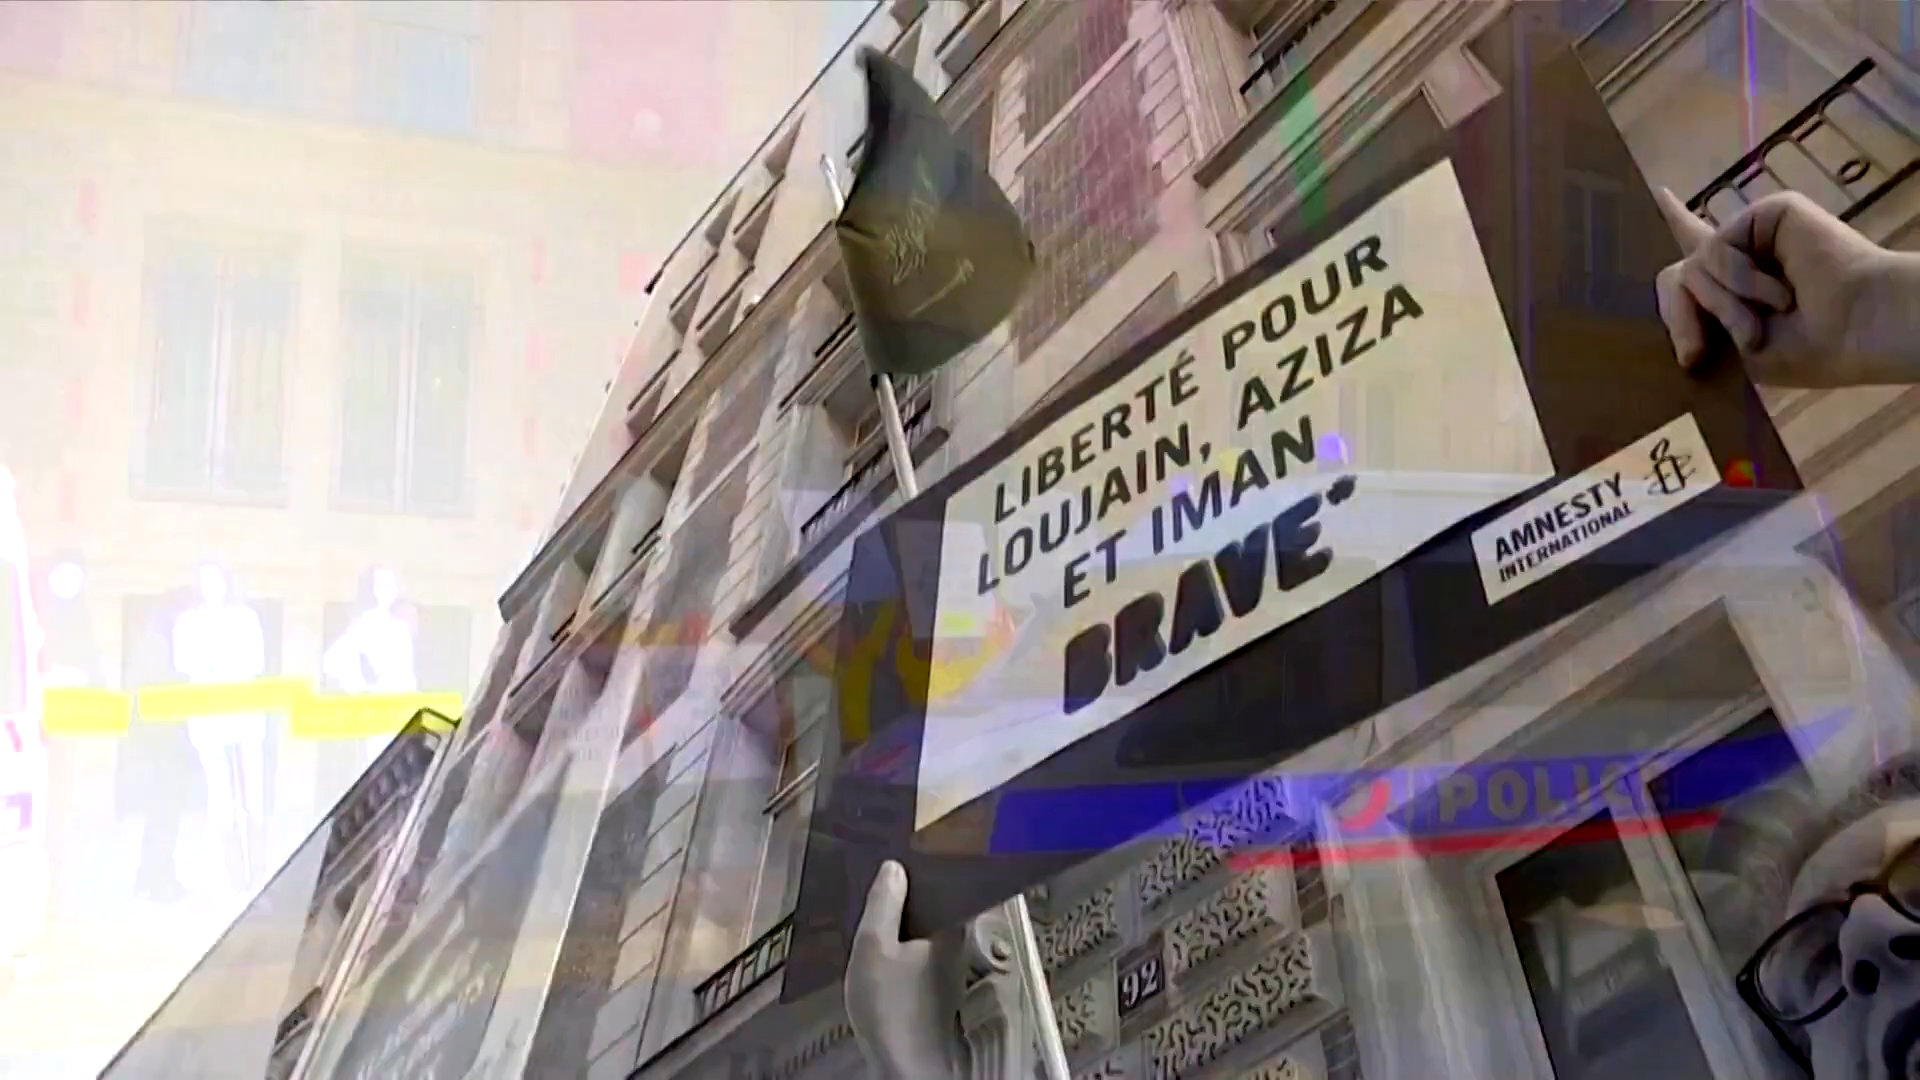 LIBERTÉ POUR
LOUJAIN, AZIZA
ET IMAN
BRAVE*
AMNESTY
INTERNATIONAL
POLICE
92